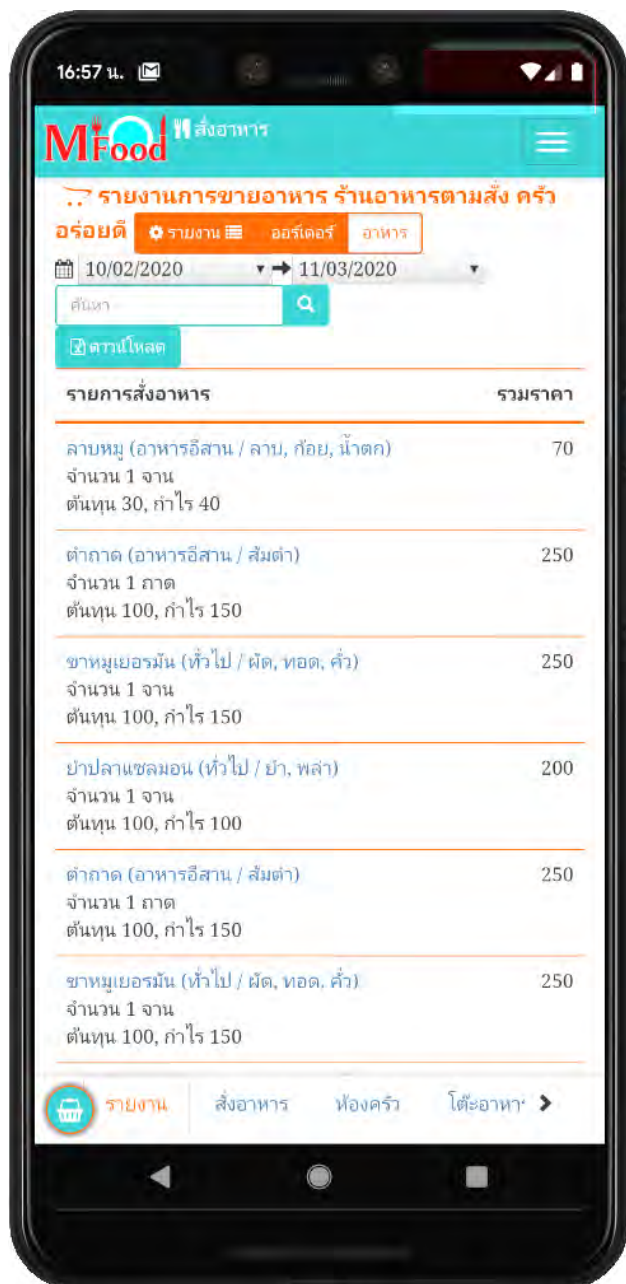 16:57 น.
MFood สั่งอาหาร
รายงานการขายอาหาร ร้านอาหารตามสั่ง ครัว
อร่อยดี รายงาน ออร์เดอร์ อาหาร
10/02/2020 11/03/2020
ค้นหา
ดาวน์โหลด
รายการสั่งอาหาร รวมราคา
ลาบหมู (อาหารอีสาน / ลาบ, ก้อย, น้ำตก) 70
จำนวน 1 จาน
ต้นทุน 30, กำไร 40
ตำถาด (อาหารอีสาน / ส้มตำ) 250
จำนวน 1 ถาด
ต้นทุน 100, กำไร 150
ขาหมูเยอรมัน (ทั่วไป / ผัด, ทอด, คั่ว) 250
จำนวน 1 จาน
ต้นทุน 100, กำไร 150
ยำปลาแซลมอน (ทั่วไป / ยำ, พล่า) 200
จำนวน 1 จาน
ต้นทุน 100, กำไร 100
ตำถาด (อาหารอีสาน / ส้มตำ) 250
จำนวน 1 ถาด
ต้นทุน 100, กำไร 150
ขาหมูเยอรมัน (ทั่วไป / ผัด, ทอด, คั่ว) 250
จำนวน 1 จาน
ต้นทุน 100, กำไร 150
รายงาน สั่งอาหาร ห้องครัว โต๊ะอาหา